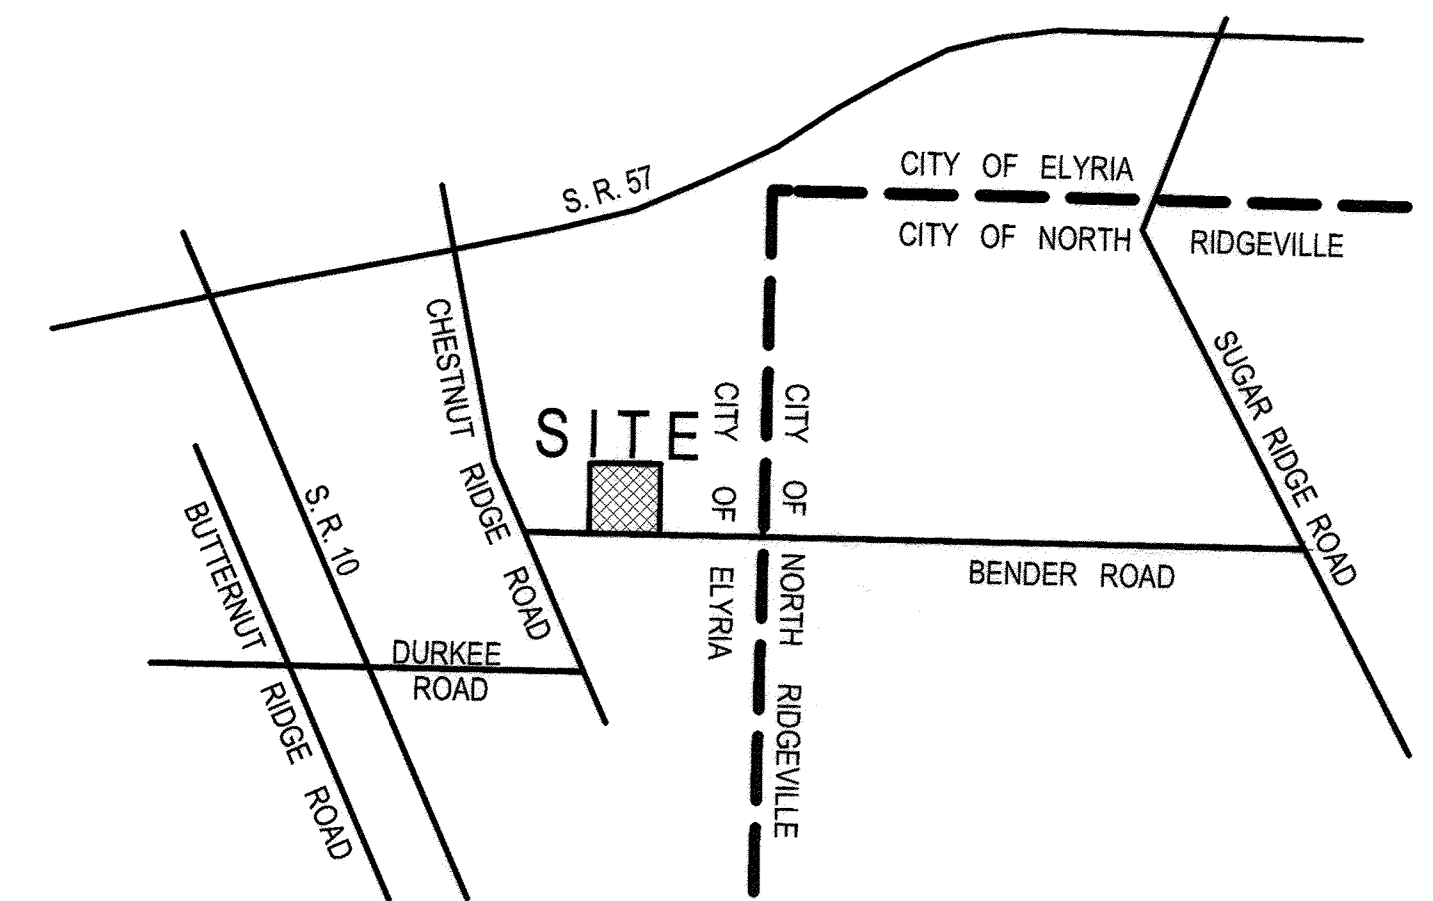 S. R. 57
CITY OF ELYRIA
CITY OF NORTH RIDGEVILLE
CHESTNUT RIDGE ROAD
SUGAR RIDGE ROAD
SITE
CITY OF ELYRIA
CITY OF NORTH RIDGEVILLE
S. R. 10
BUTTERNUT RIDGE ROAD
BENDER ROAD
DURKEE
ROAD